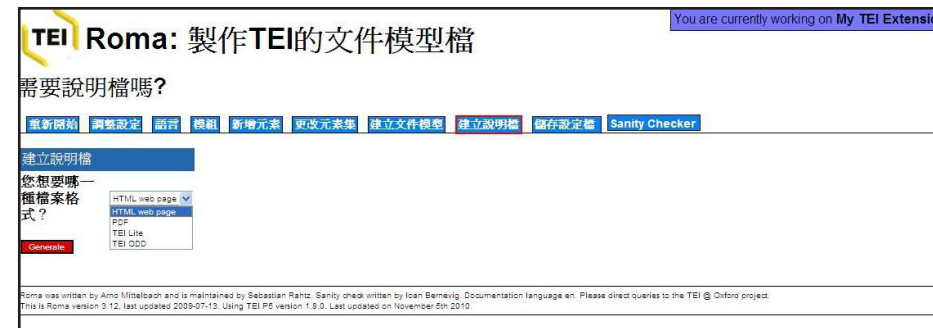 You are currently working on My TEI Extensio
TEI Roma: 製作TEI的文件模型檔
需要說明檔嗎?
重新開始 調整設定 語言 模組 新增元素 更改元素集 建立文件模型 建立說明檔 儲存設定檔 Sanity Checker
建立說明檔
您想要哪一
種檔案格
式？
HTML web page
HTML web page
PDF
TEI Lite
TEI ODD
Generate
Roma was written by Arno Mittelbach and is maintained by Sebastian Rahtz. Sanity check written by Ioan Bernevig. Documentation language en. Please direct queries to the TEI @ Oxford project.
This is Roma version 3.12, last updated 2009-07-13. Using TEI P5 version 1.8.0. Last updated on November 5th 2010.